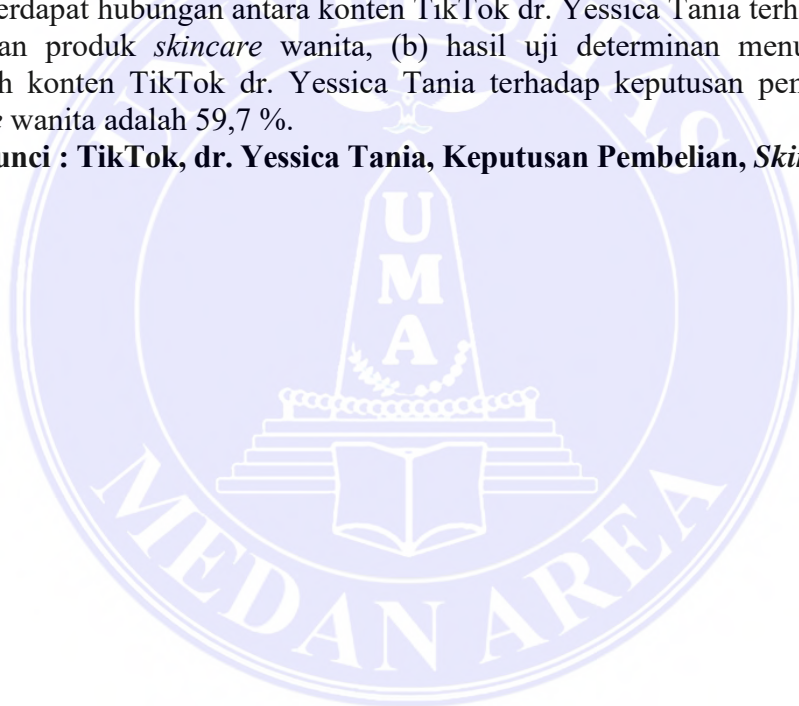 erdapat hubungan antara konten TikTok dr. Yessica Tania terh
an produk skincare wanita, (b) hasil uji determinan menu
h konten TikTok dr. Yessica Tania terhadap keputusan pen
wanita adalah 59,7 %.
unci : TikTok, dr. Yessica Tania, Keputusan Pembelian, Ski
UMA
MEDAN AREA